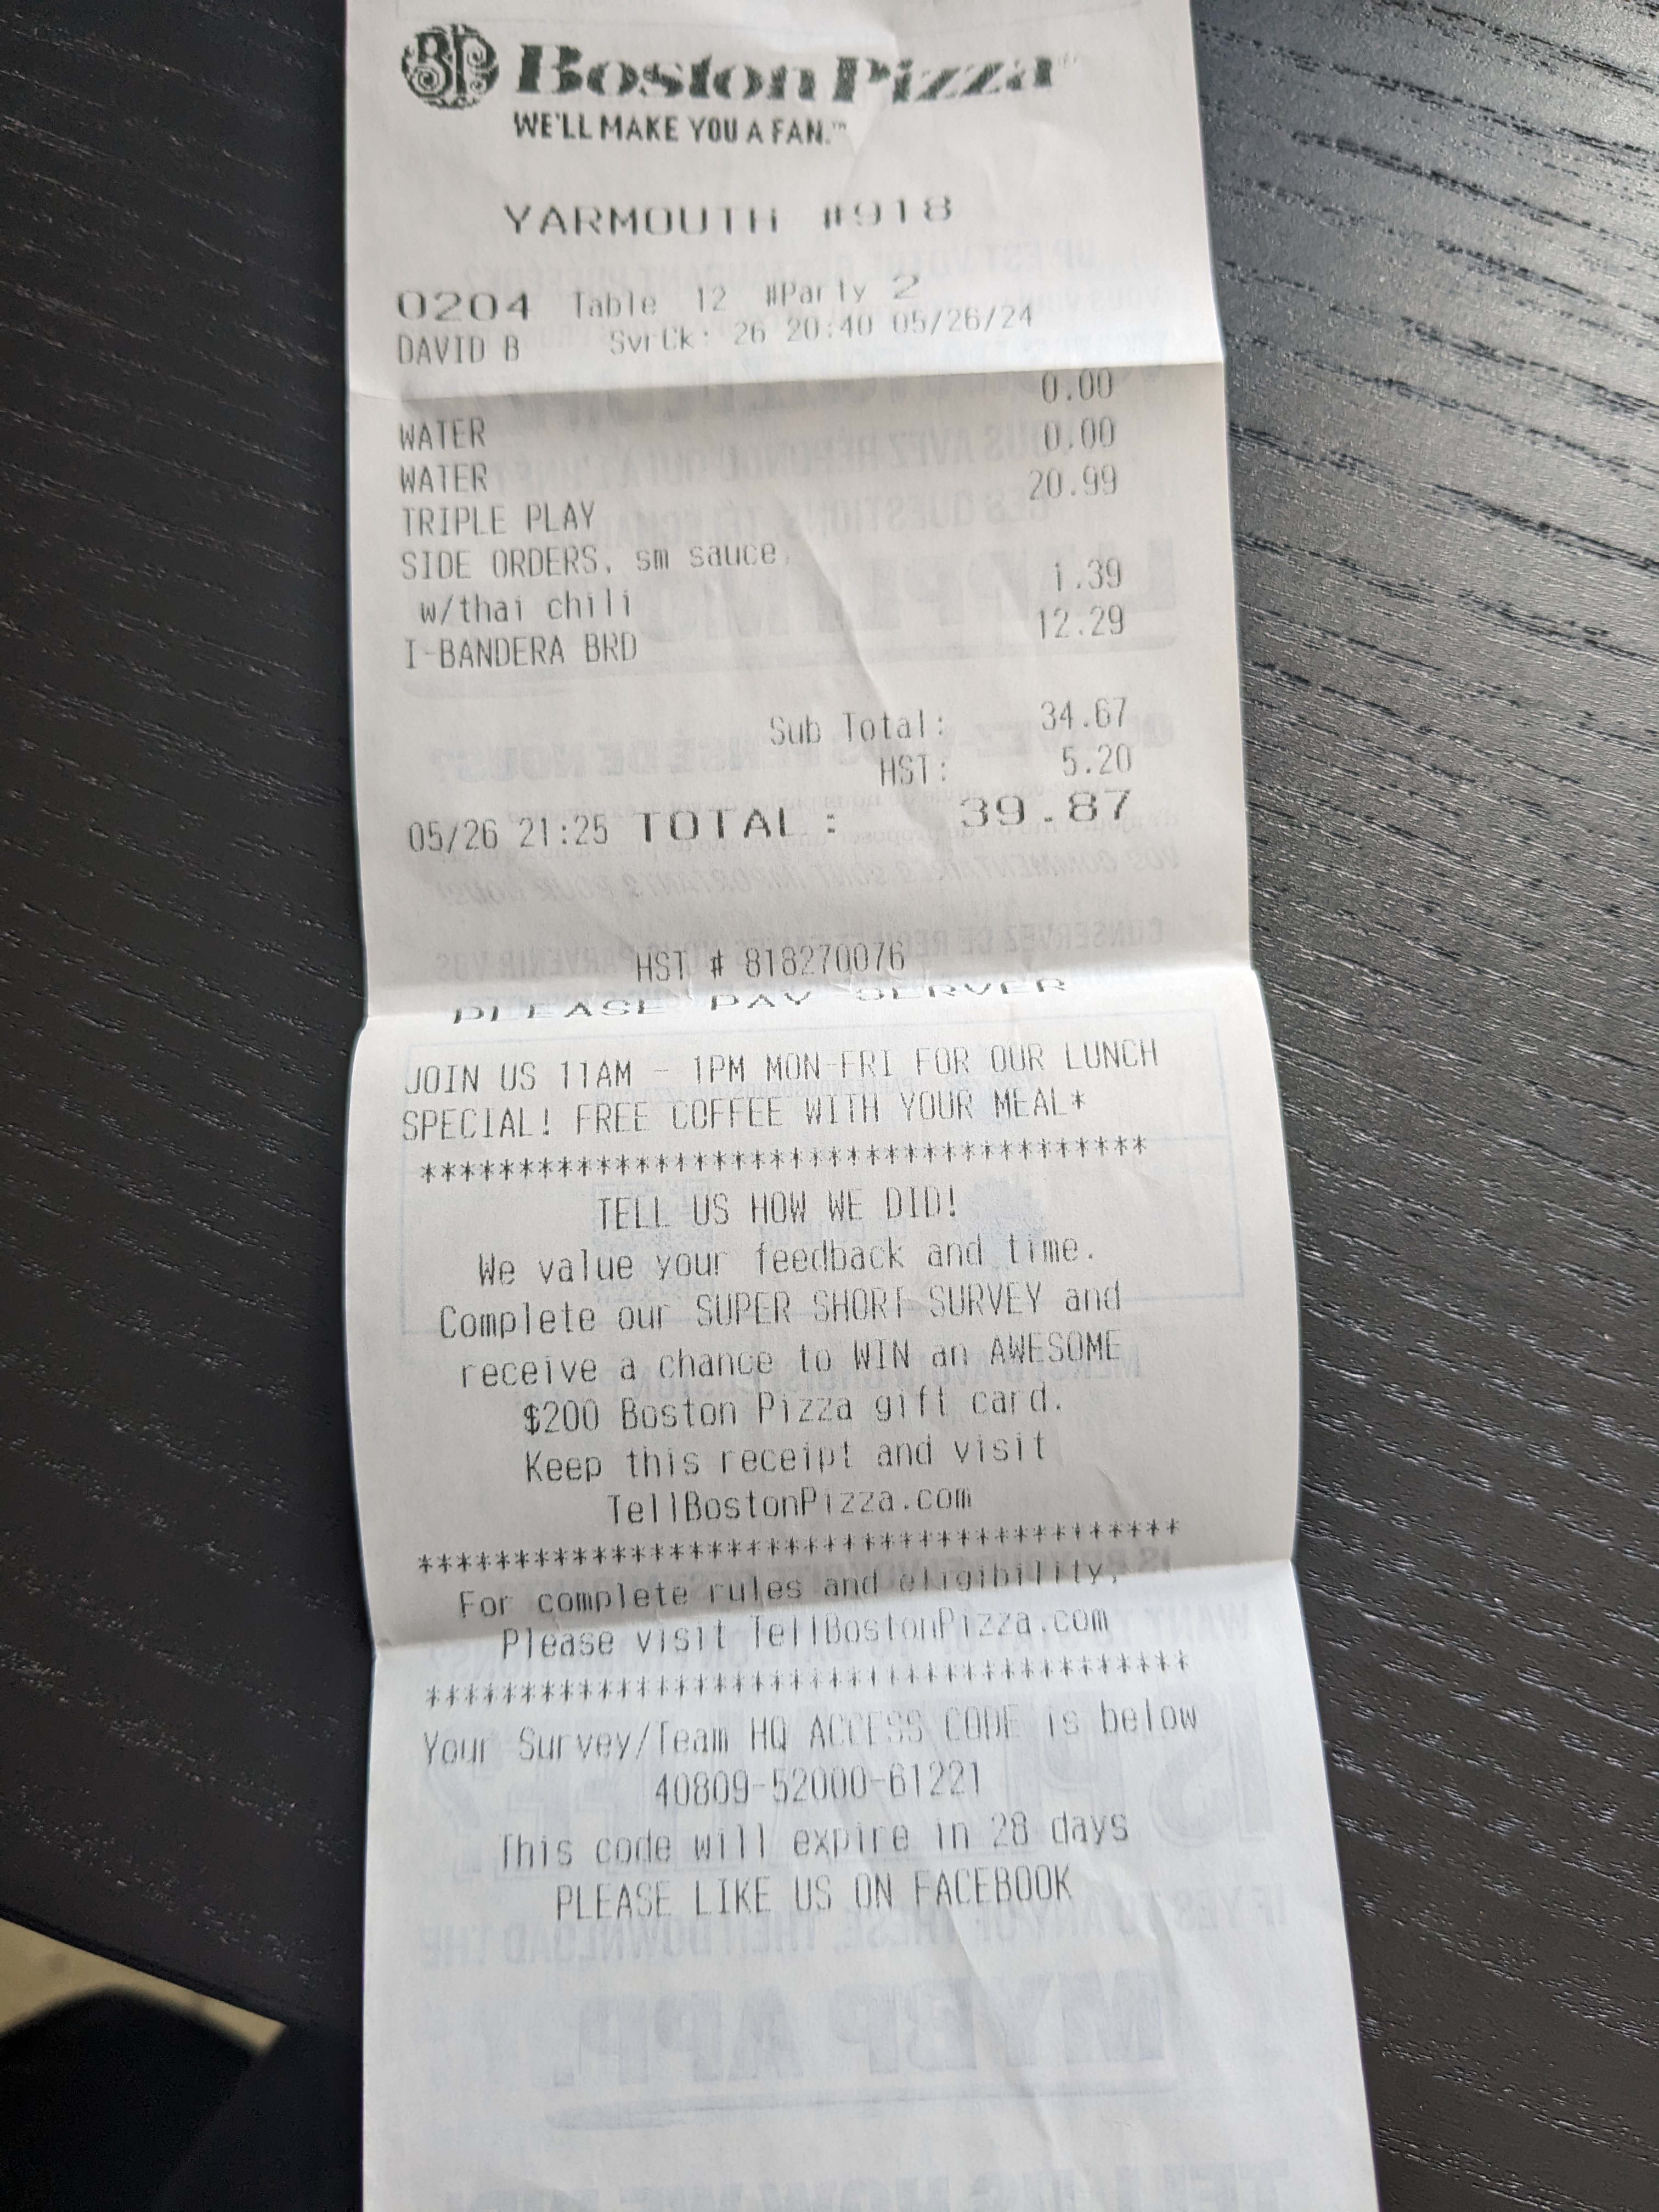 BP Boston Pizza
WE'LL MAKE YOU A FAN.™
YARMOUTH #918
0204 Table 12 #Party 2
DAVID B SvrCk: 26 20:40 05/26/24
WATER 0.00
WATER 0.00
TRIPLE PLAY 20.99
SIDE ORDERS, sm sauce,
w/thai chili 1.39
I-BANDERA BRD 12.29
Sub Total: 34.67
HST: 5.20
05/26 21:25 TOTAL: 39.87
HST # 818270076
PLEASE PAY SERVER
JOIN US 11AM - 1PM MON-FRI FOR OUR LUNCH
SPECIAL! FREE COFFEE WITH YOUR MEAL*
**************************************
TELL US HOW WE DID!
We value your feedback and time.
Complete our SUPER SHORT SURVEY and
receive a chance to WIN an AWESOME
$200 Boston Pizza gift card.
Keep this receipt and visit
TellBostonPizza.com
****************************************
For complete rules and eligibility,
Please visit TellBostonPizza.com
****************************************
Your Survey/Team HQ ACCESS CODE is below
40809-52000-61221
This code will expire in 28 days
PLEASE LIKE US ON FACEBOOK